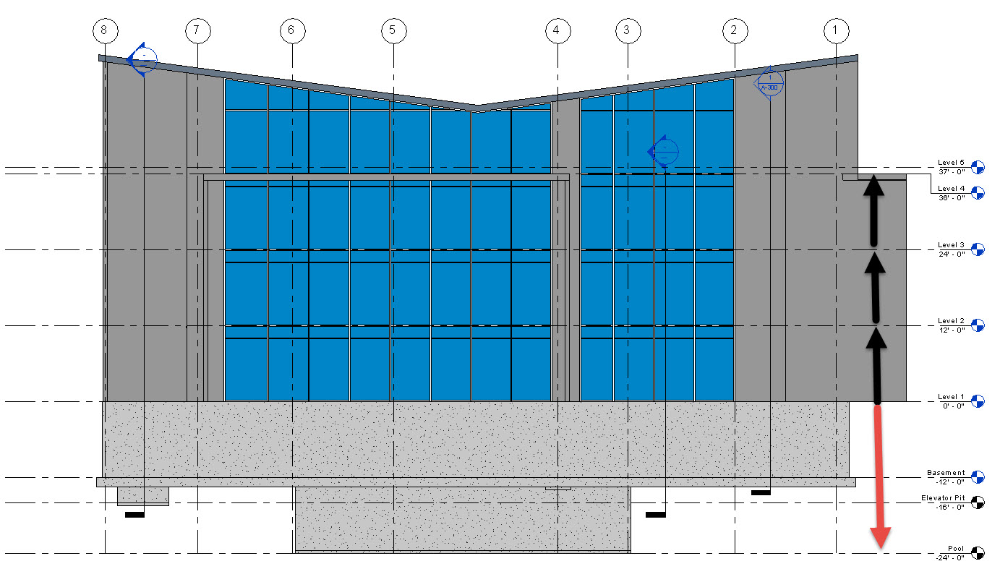 8 7 6 5 4 3 2 1
1
A-300
Level 5
37' - 0"
Level 4
36' - 0"
Level 3
24' - 0"
Level 2
12' - 0"
Level 1
0' - 0"
Basement
-12' - 0"
Elevator Pit
-16' - 0"
Pool
-24' - 0"